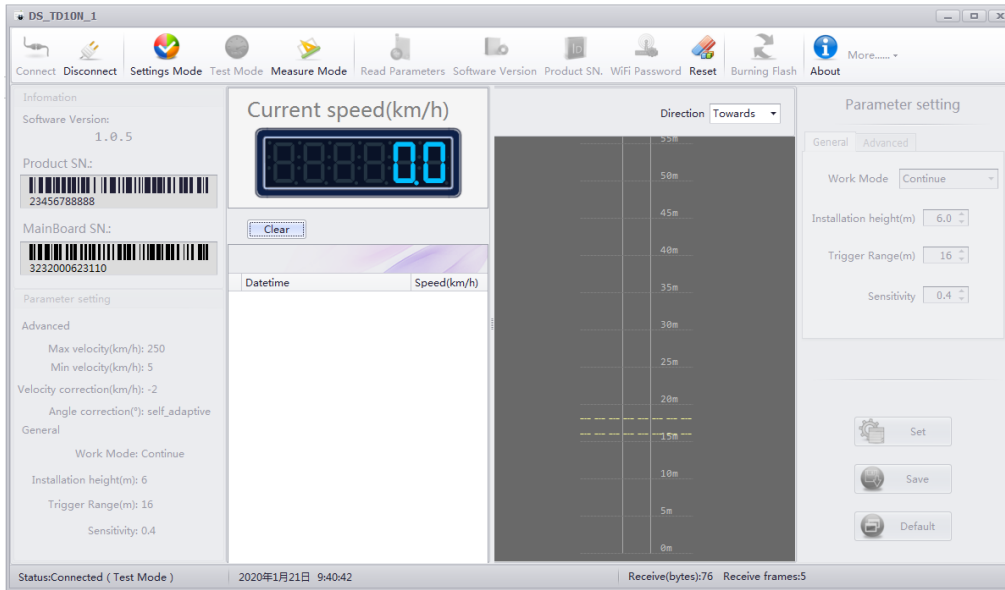 DS_TD10N_1
Connect Disconnect Settings Mode Test Mode Measure Mode Read Parameters Software Version Product SN. WiFi Password Reset Burning Flash About More......
Infomation
Software Version:
1.0.5
Product SN.:
23456788888
MainBoard SN.:
3232000623110
Parameter setting
Advanced
Max velocity(km/h): 250
Min velocity(km/h): 5
Velocity correction(km/h): -2
Angle correction(°): self_adaptive
General
Work Mode: Continue
Installation height(m): 6
Trigger Range(m): 16
Sensitivity: 0.4
Current speed(km/h)
0.0
Clear
Datetime Speed(km/h)
Direction Towards
55m
50m
45m
40m
35m
30m
25m
20m
15m
10m
5m
0m
Parameter setting
General Advanced
Work Mode Continue
Installation height(m) 6.0
Trigger Range(m) 16
Sensitivity 0.4
Set
Save
Default
Status:Connected ( Test Mode ) 2020年1月21日 9:40:42 Receive(bytes):76 Receive frames:5